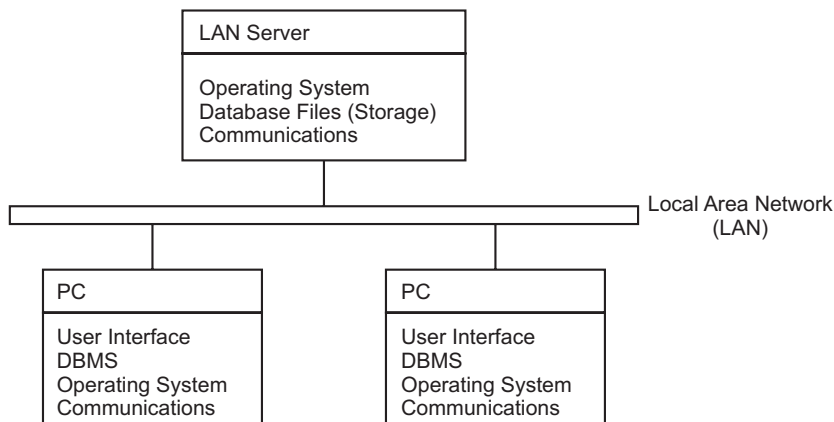 LAN Server
Operating System
Database Files (Storage)
Communications
Local Area Network
(LAN)
PC
User Interface
DBMS
Operating System
Communications
PC
User Interface
DBMS
Operating System
Communications